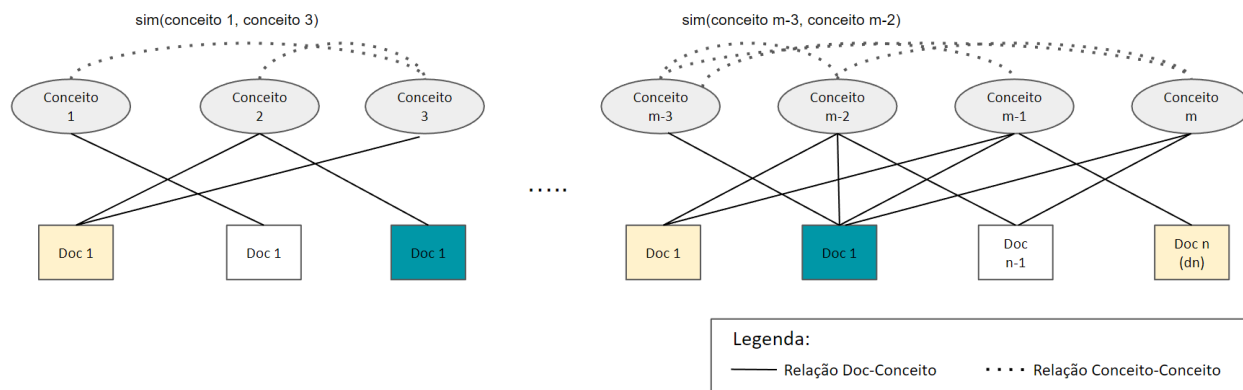 sim(conceito 1, conceito 3)
sim(conceito m-3, conceito m-2)
Conceito
1
Conceito
2
Conceito
3
Conceito
m-3
Conceito
m-2
Conceito
m-1
Conceito
m
.....
Doc 1
Doc 1
Doc 1
Doc 1
Doc 1
Doc
n-1
Doc n
(dn)
Legenda:
Relação Doc-Conceito
Relação Conceito-Conceito